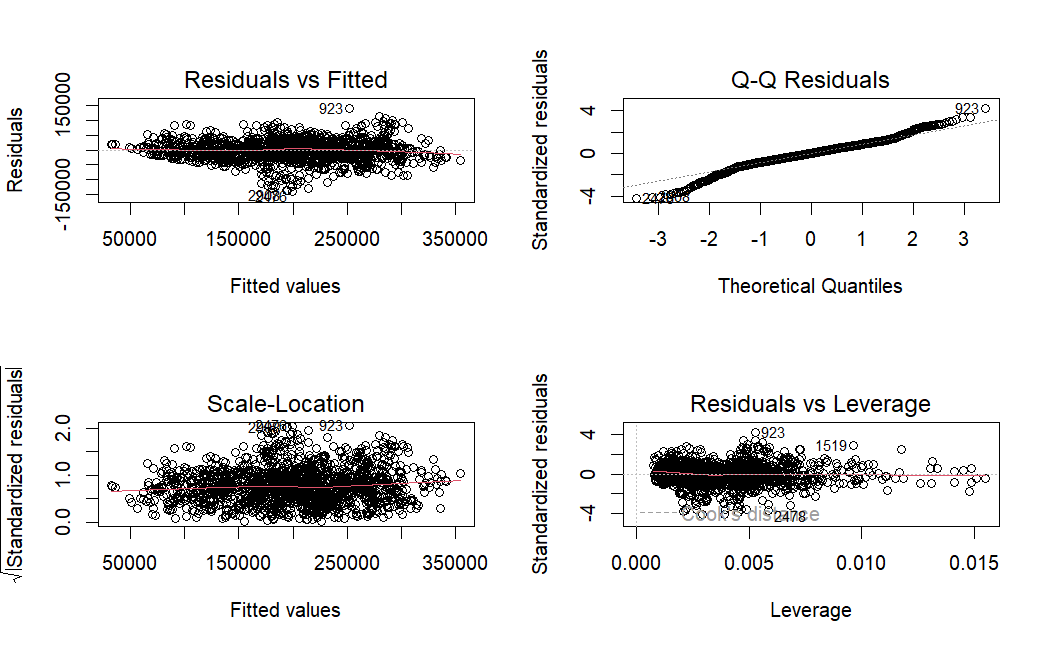 Residuals vs Fitted
Residuals
-150000 150000
923
2476
50000 150000 250000 350000
Fitted values
Q-Q Residuals
Standardized residuals
-4 0 4
923
-3 -2 -1 0 1 2 3
Theoretical Quantiles
Scale-Location
√|Standardized residuals|
0.0 1.0 2.0
923
50000 150000 250000 350000
Fitted values
Residuals vs Leverage
Standardized residuals
-4 0 4
923
1519
Cook's distance
2478
0.000 0.005 0.010 0.015
Leverage